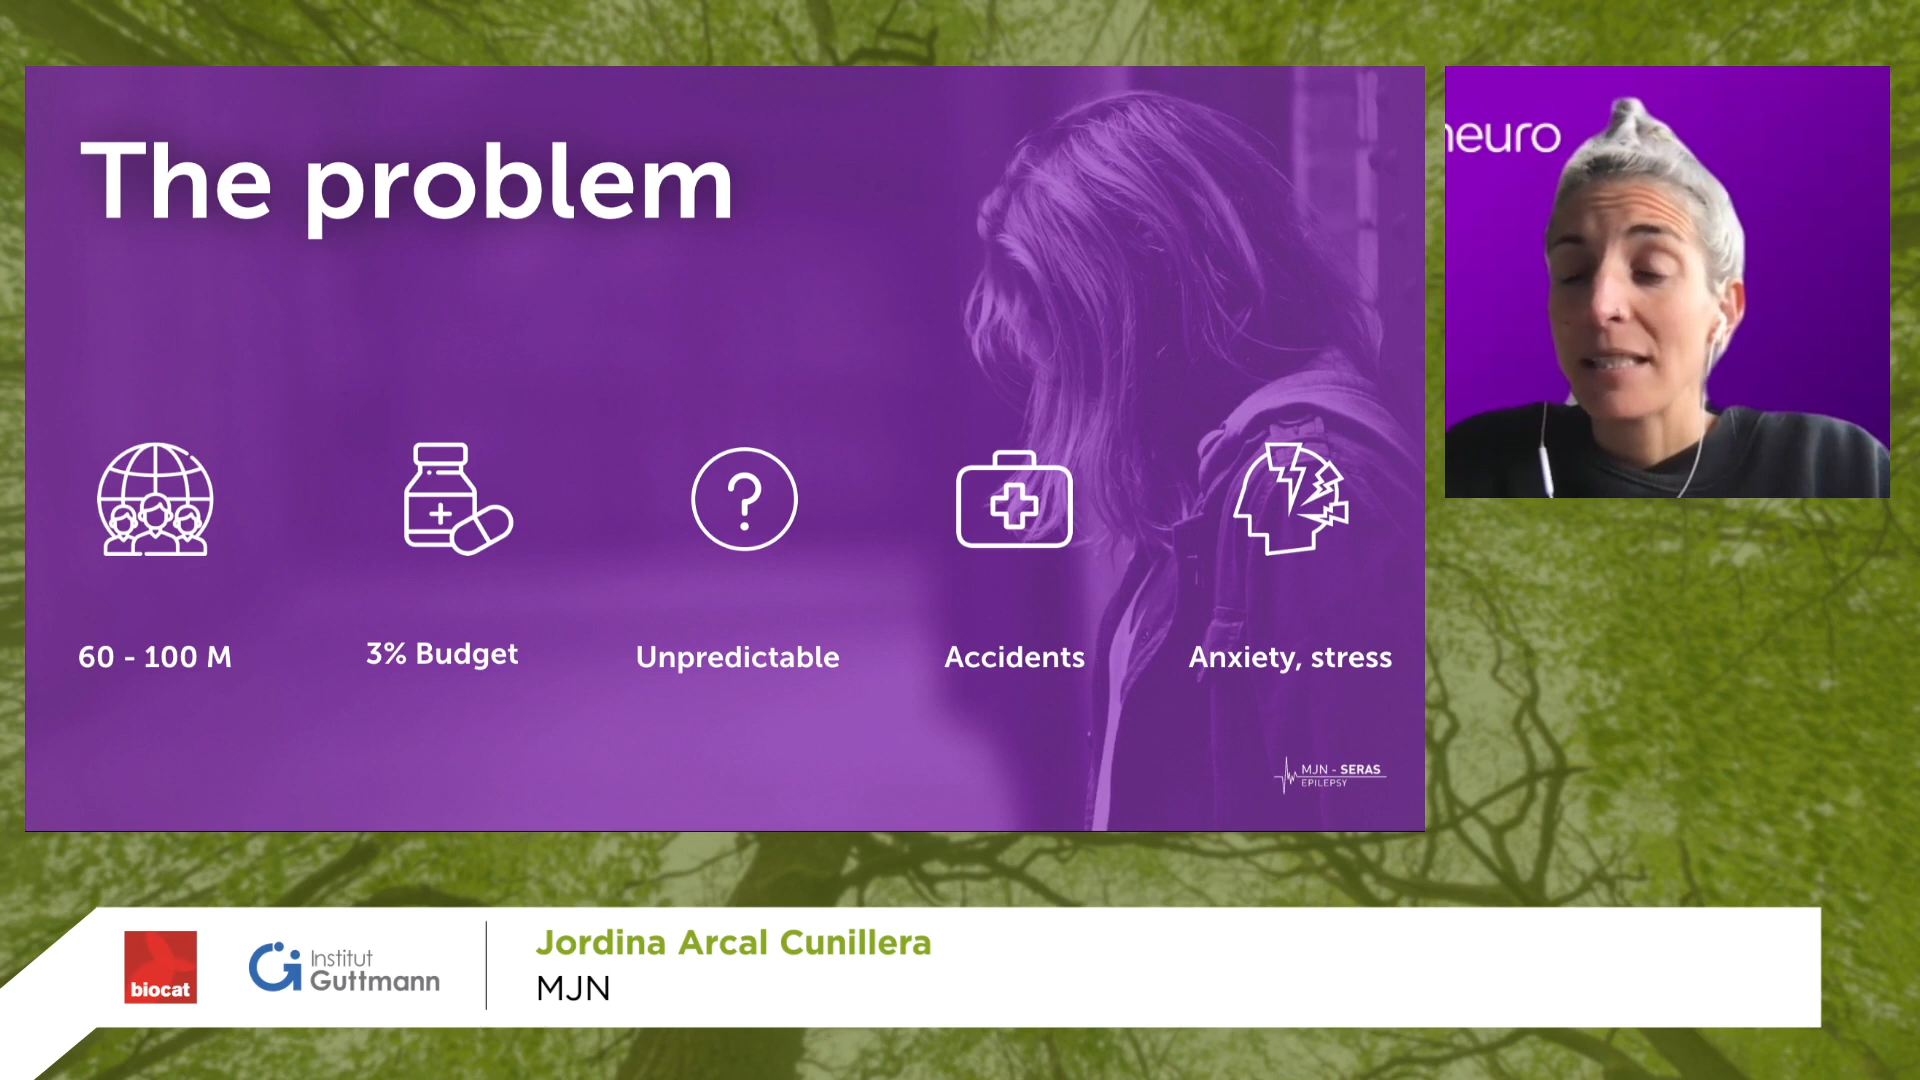 The problem
60 - 100 M
3% Budget
Unpredictable
Accidents
Anxiety, stress
MJN - SERAS
EPILEPSY
neuro
biocat
Institut
Guttmann
Jordina Arcal Cunillera
MJN